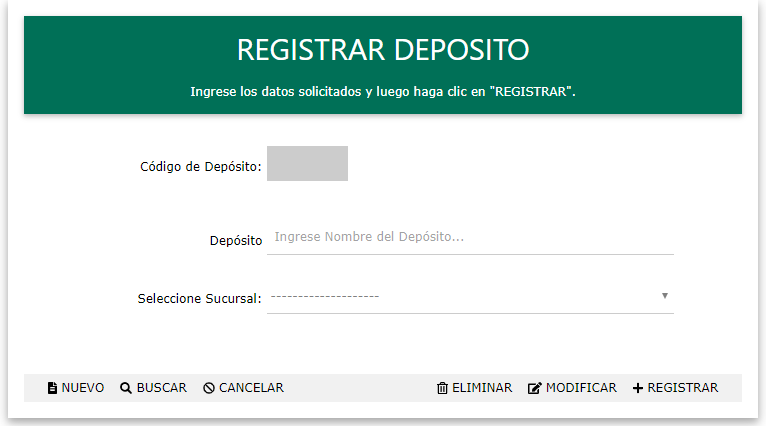 REGISTRAR DEPOSITO
Ingrese los datos solicitados y luego haga clic en "REGISTRAR".
Código de Depósito:
Depósito Ingrese Nombre del Depósito...
Seleccione Sucursal: --------------------
NUEVO BUSCAR CANCELAR ELIMINAR MODIFICAR REGISTRAR